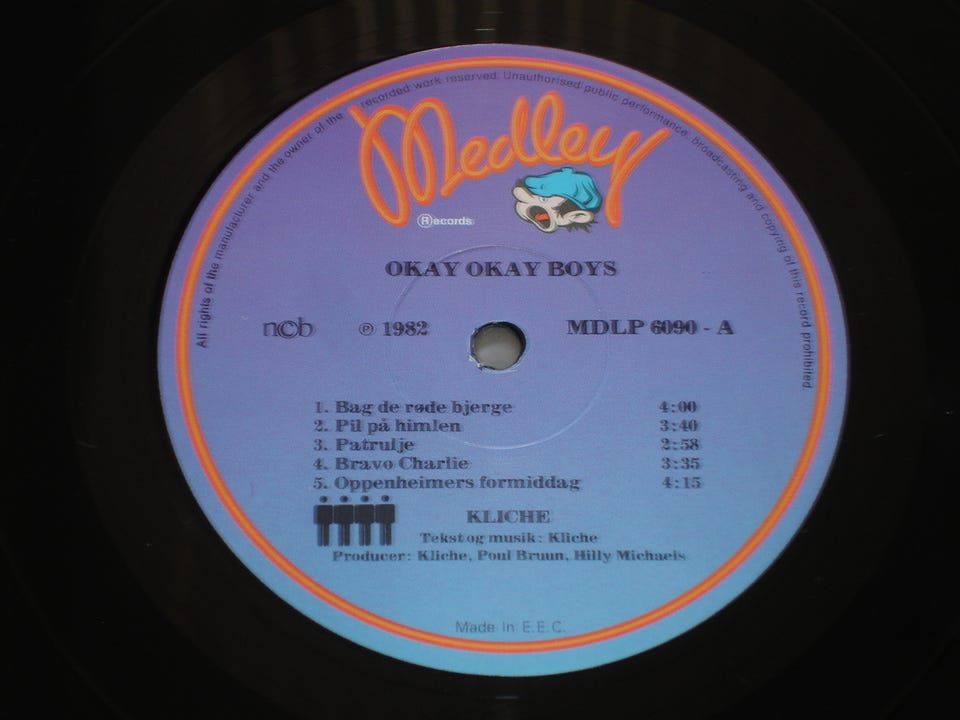 All rights of the manufacturer and the owner of the recorded work reserved. Unauthorised public performance, broadcasting and copying of this record prohibited.
Medley
Records
OKAY OKAY BOYS
ncb ℗ 1982 MDLP 6090 - A
1. Bag de røde bjerge 4:00
2. Pil på himlen 3:40
3. Patrulje 2:58
4. Bravo Charlie 3:35
5. Oppenheimers formiddag 4:15
KLICHE
Tekst og musik: Kliche
Producer: Kliche, Poul Bruun, Hilly Michaels
Made In E.E.C.